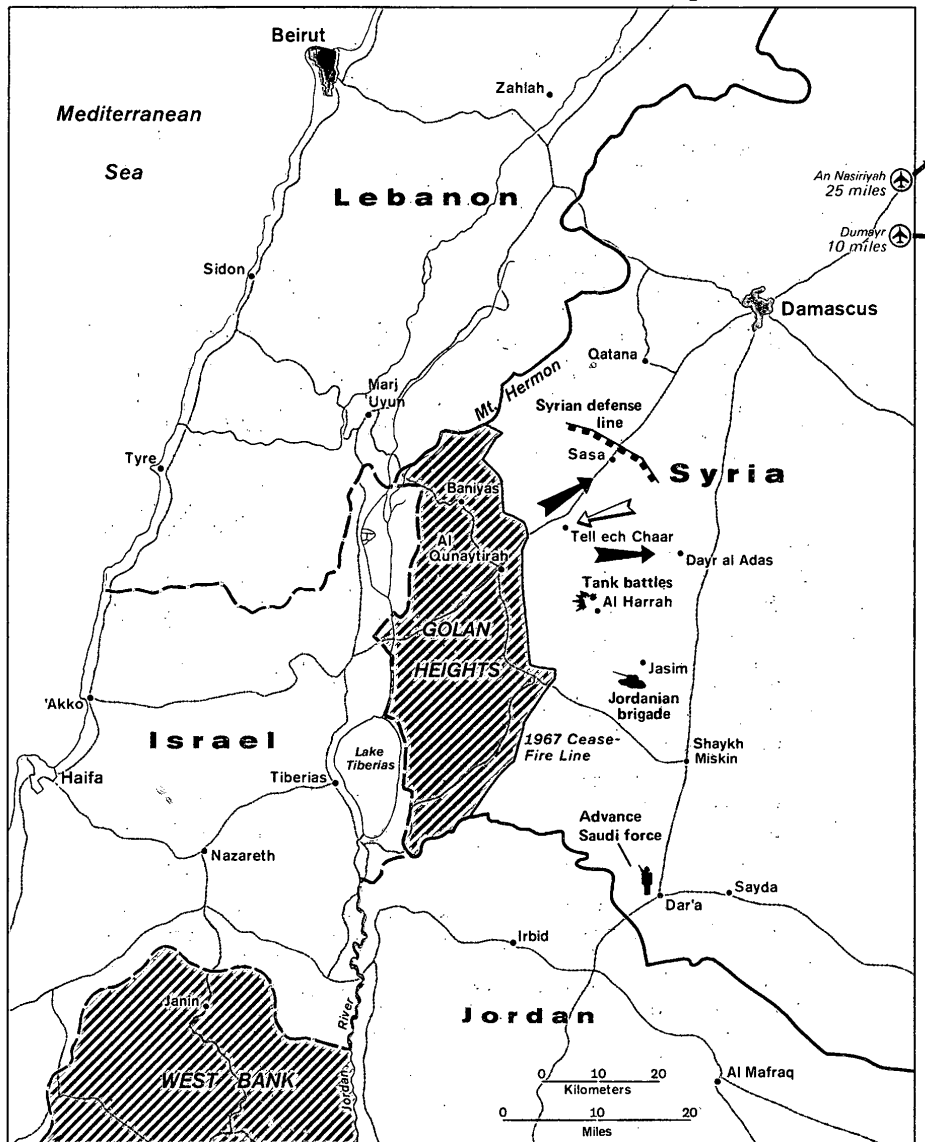 Beirut
Zahlah
Mediterranean
Sea
An Nasiriyah
25 miles
Lebanon
Dumayr
10 miles
Sidon
Damascus
Qatana
Mt. Hermon
Marj
'Uyun
Syrian defense
line
Sasa
Tyre
Syria
Baniyas
Tell ech Chaar
Al
Qunaytirah
Dayr al Adas
Tank battles
Al Harrah
GOLAN
HEIGHTS
Jasim
Jordanian
brigade
'Akko
Israel
1967 Cease-
Fire Line
Lake
Tiberias
Shaykh
Miskin
Haifa
Tiberias
Advance
Saudi force
Nazareth
Sayda
Dar'a
Irbid
Janin
Jordan
River
Jordan
WEST BANK
Al Mafraq
0 10 20
Kilometers
0 10 20
Miles